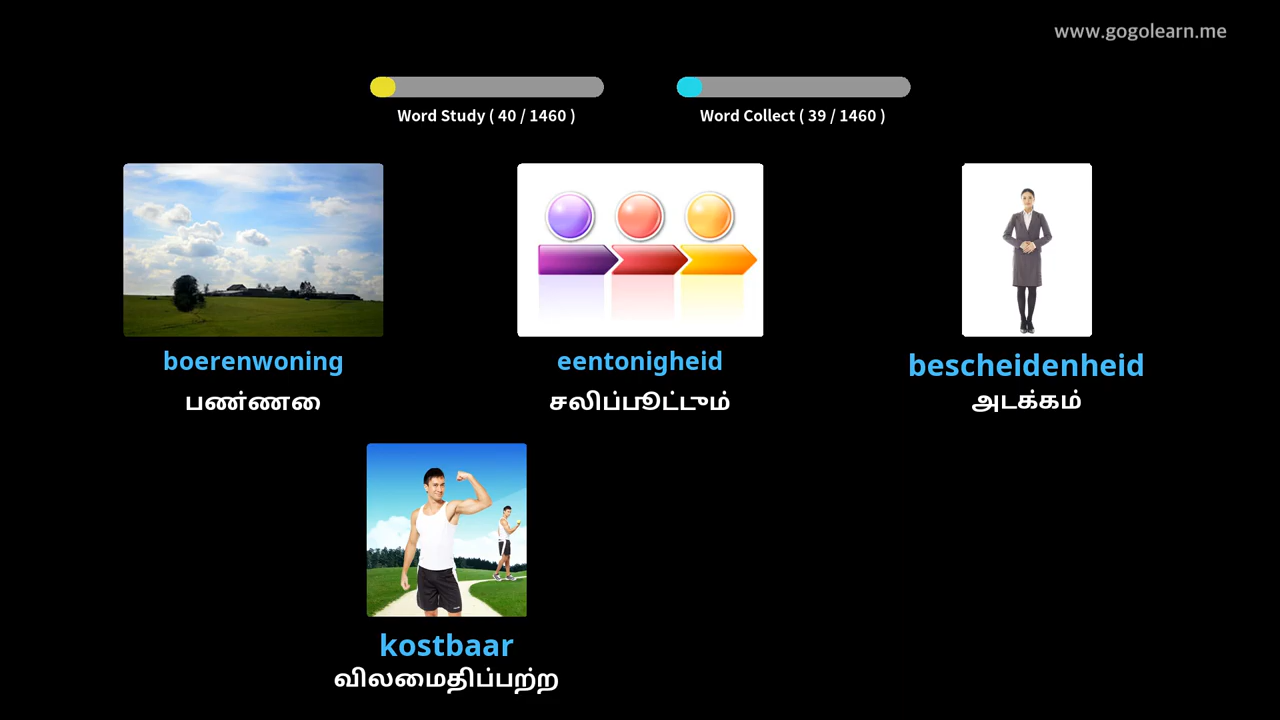 www.gogolearn.me
Word Study ( 40 / 1460 )
Word Collect ( 39 / 1460 )
boerenwoning
பண்ணை
eentonigheid
சலிப்பூட்டும்
bescheidenheid
அடக்கம்
kostbaar
விலைமதிப்பற்ற